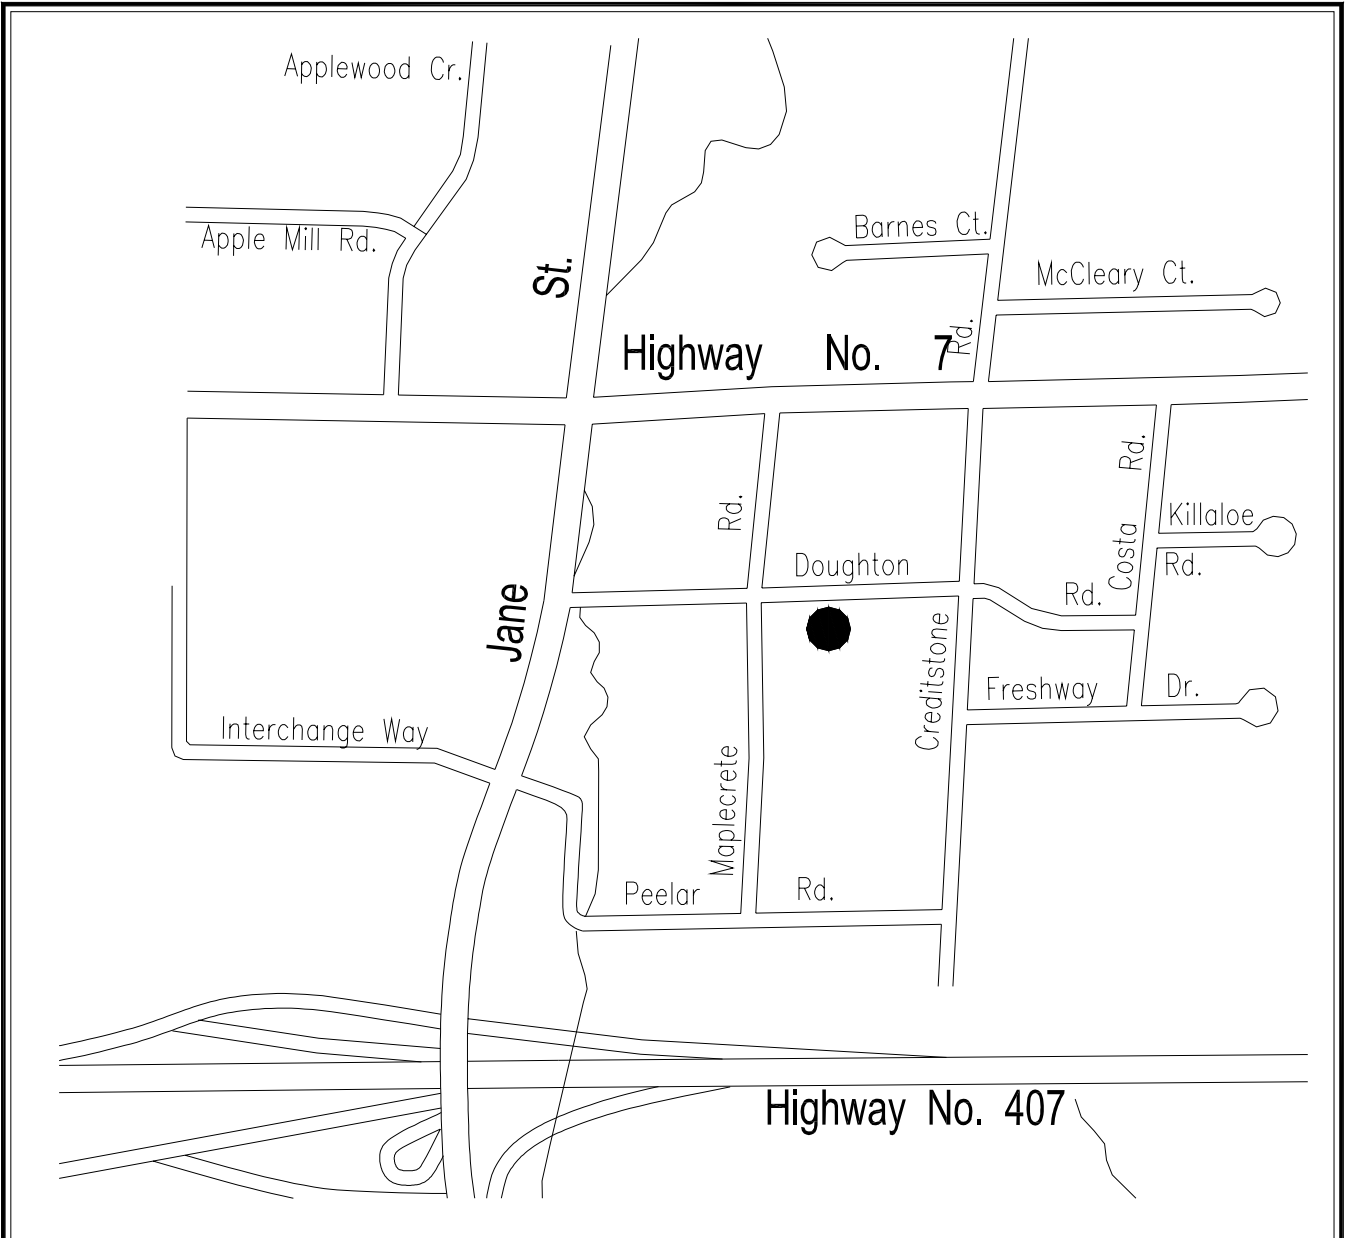 Applewood Cr.
Apple Mill Rd.
St.
Barnes Ct.
McCleary Ct.
Highway No. 7
Rd.
Rd.
Rd.
Costa
Killaloe
Rd.
Doughton
Rd.
Jane
Creditstone
Freshway Dr.
Interchange Way
Maplecrete
Peelar Rd.
Highway No. 407